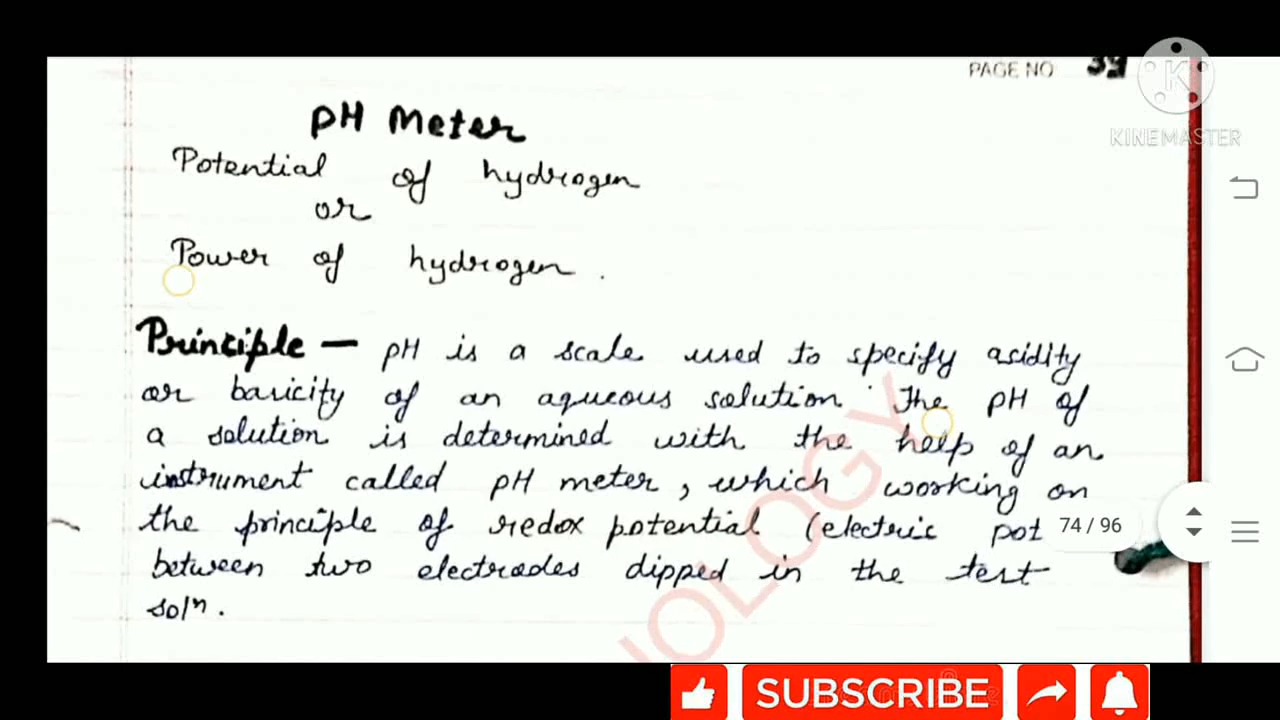 PAGE NO 39
KINEMASTER
pH Meter
Potential of hydrogen
or
Power of hydrogen .
Principle — pH is a scale used to specify acidity
or baricity of an aqueous solution . The pH of
a solution is determined with the help of an
instrument called pH meter, which working on
the principle of redox potential (electric pot
74 / 96
between two electrodes dipped in the test
solⁿ.
OLOGY
SUBSCRIBE